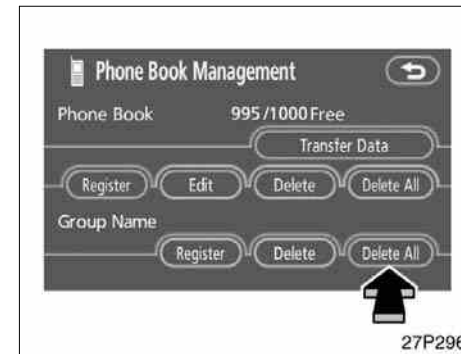 Phone Book Management
Phone Book 995/1000 Free
Transfer Data
Register Edit Delete Delete All
Group Name
Register Delete Delete All
27P296